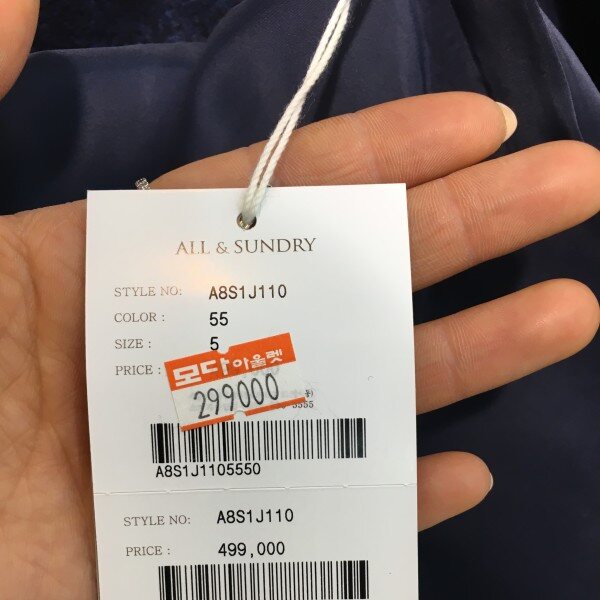 ALL & SUNDRY
STYLE NO: A8S1J110
COLOR : 55
SIZE : 5
PRICE :
모다아울렛
299000
A8S1J1105550
STYLE NO: A8S1J110
PRICE : 499,000